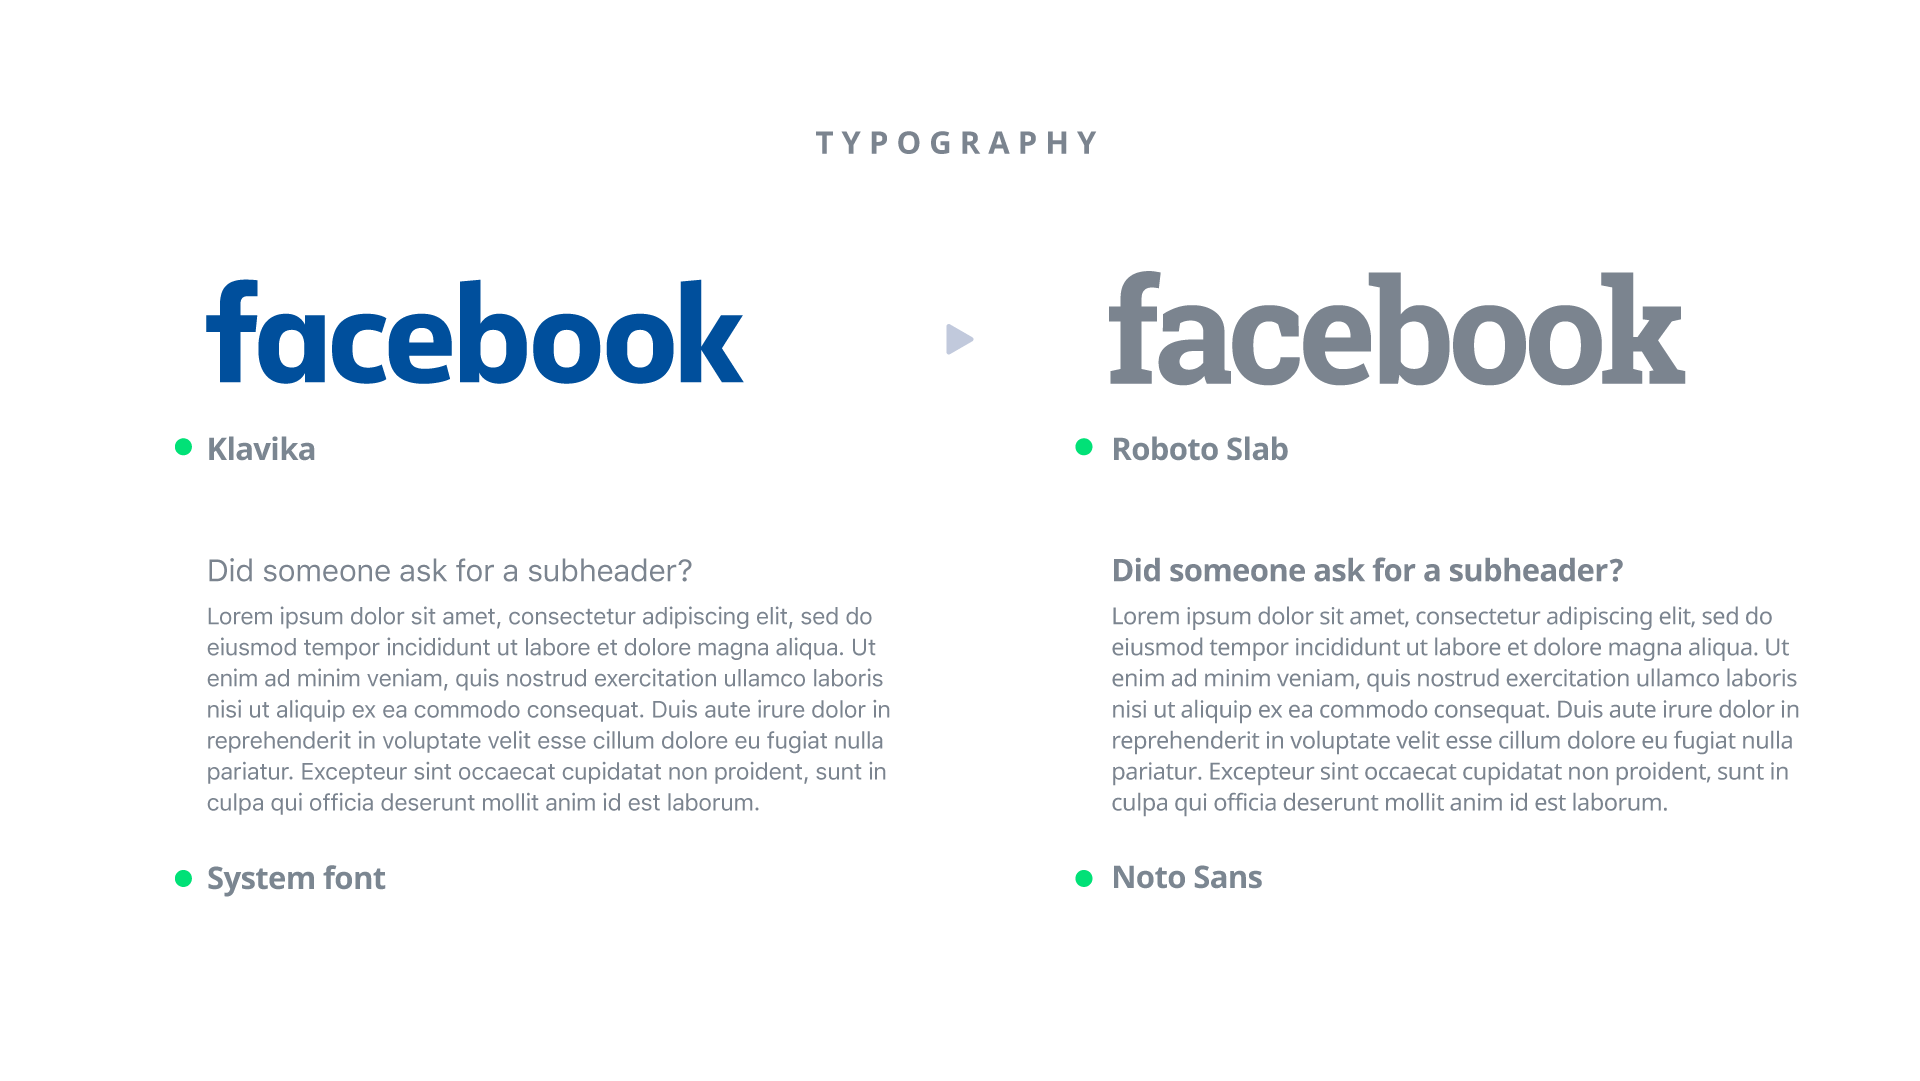 TYPOGRAPHY
facebook
Klavika
Did someone ask for a subheader?
Lorem ipsum dolor sit amet, consectetur adipiscing elit, sed do
eiusmod tempor incididunt ut labore et dolore magna aliqua. Ut
enim ad minim veniam, quis nostrud exercitation ullamco laboris
nisi ut aliquip ex ea commodo consequat. Duis aute irure dolor in
reprehenderit in voluptate velit esse cillum dolore eu fugiat nulla
pariatur. Excepteur sint occaecat cupidatat non proident, sunt in
culpa qui officia deserunt mollit anim id est laborum.
System font
facebook
Roboto Slab
Did someone ask for a subheader?
Lorem ipsum dolor sit amet, consectetur adipiscing elit, sed do
eiusmod tempor incididunt ut labore et dolore magna aliqua. Ut
enim ad minim veniam, quis nostrud exercitation ullamco laboris
nisi ut aliquip ex ea commodo consequat. Duis aute irure dolor in
reprehenderit in voluptate velit esse cillum dolore eu fugiat nulla
pariatur. Excepteur sint occaecat cupidatat non proident, sunt in
culpa qui officia deserunt mollit anim id est laborum.
Noto Sans